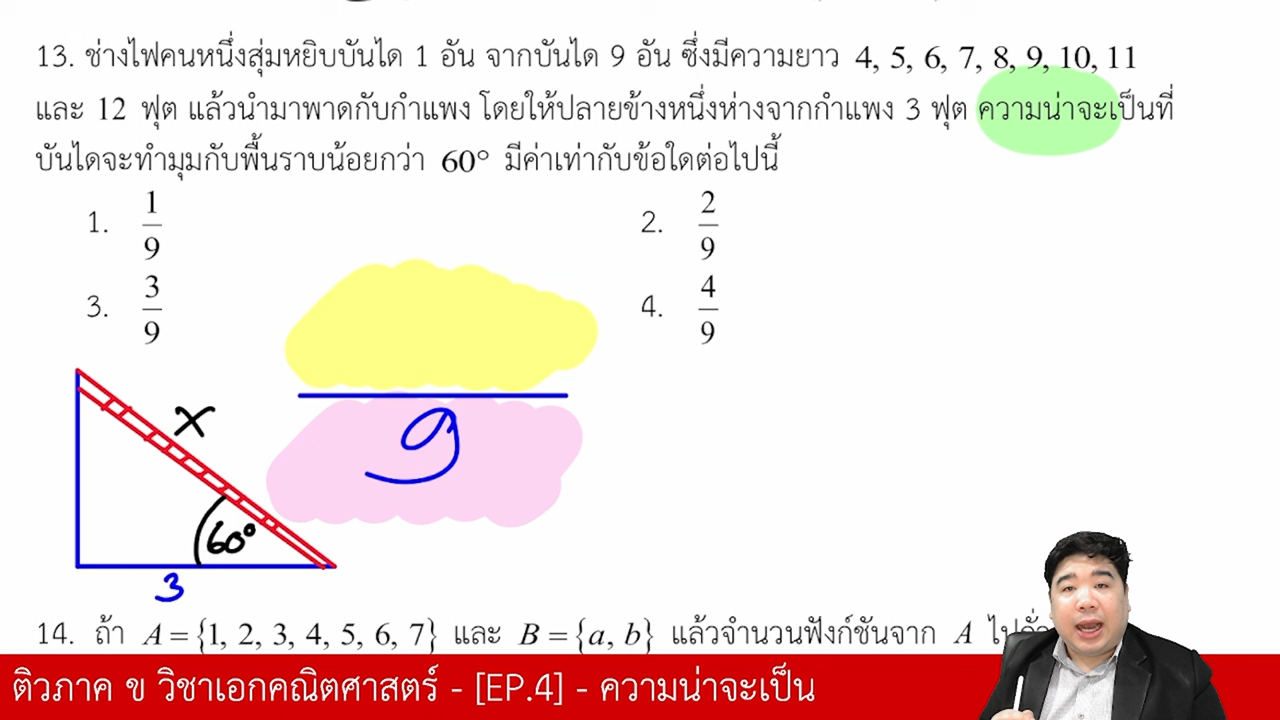 13. ช่างไฟคนหนึ่งสุ่มหยิบบันได 1 อัน จากบันได 9 อัน ซึ่งมีความยาว 4, 5, 6, 7, 8, 9, 10, 11
และ 12 ฟุต แล้วนำมาพาดกับกำแพง โดยให้ปลายข้างหนึ่งห่างจากกำแพง 3 ฟุต ความน่าจะเป็นที่
บันไดจะทำมุมกับพื้นราบน้อยกว่า 60° มีค่าเท่ากับข้อใดต่อไปนี้
1. 1/9 2. 2/9
3. 3/9 4. 4/9
x
9
60°
3
14. ถ้า A = {1, 2, 3, 4, 5, 6, 7} และ B = {a, b} แล้วจำนวนฟังก์ชันจาก A
ติวภาค ข วิชาเอกคณิตศาสตร์ - [EP.4] - ความน่าจะเป็น